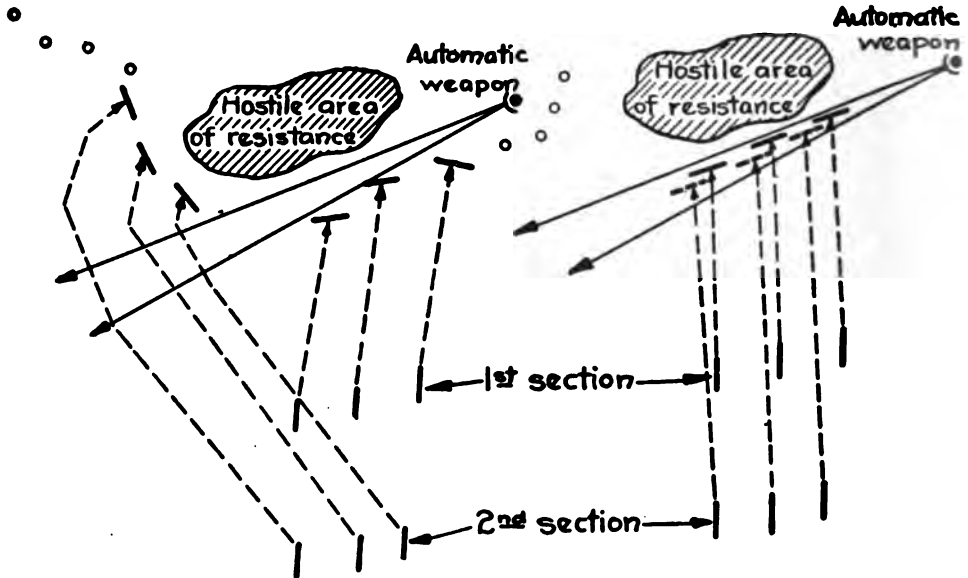 Automatic
weapon
Hostile area
of resistance
Automatic
weapon
Hostile area
of resistance
1st section
2nd section